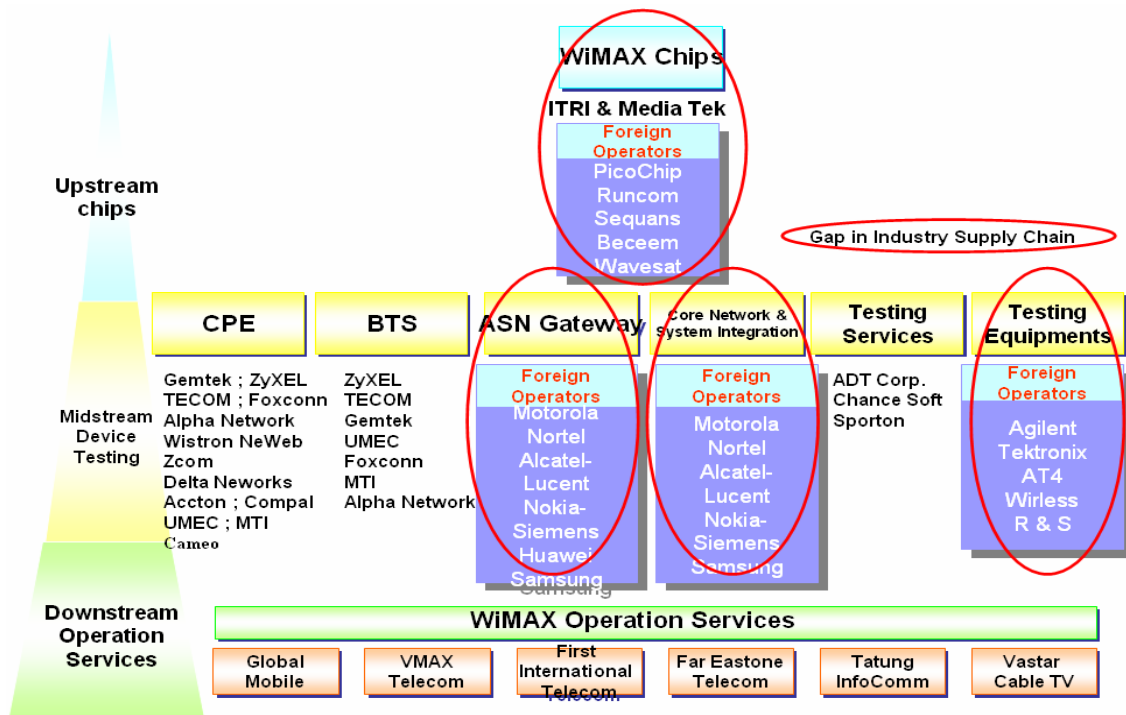 WiMAX Chips
ITRI & Media Tek
Foreign
Operators
PicoChip
Runcom
Sequans
Beceem
Wavesat
Upstream
chips
Gap in Industry Supply Chain
CPE
BTS
ASN Gateway
Core Network &
System Integration
Testing
Services
Testing
Equipments
Midstream
Device
Testing
Gemtek ; ZyXEL
TECOM ; Foxconn
Alpha Network
Wistron NeWeb
Zcom
Delta Neworks
Accton ; Compal
UMEC ; MTI
Cameo
ZyXEL
TECOM
Gemtek
UMEC
Foxconn
MTI
Alpha Network
Foreign
Operators
Motorola
Nortel
Alcatel-
Lucent
Nokia-
Siemens
Huawei
Samsung
Foreign
Operators
Motorola
Nortel
Alcatel-
Lucent
Nokia-
Siemens
Samsung
ADT Corp.
Chance Soft
Sporton
Foreign
Operators
Agilent
Tektronix
AT4
Wirless
R & S
Downstream
Operation
Services
WiMAX Operation Services
Global
Mobile
VMAX
Telecom
First
International
Telecom
Far Eastone
Telecom
Tatung
InfoComm
Vastar
Cable TV